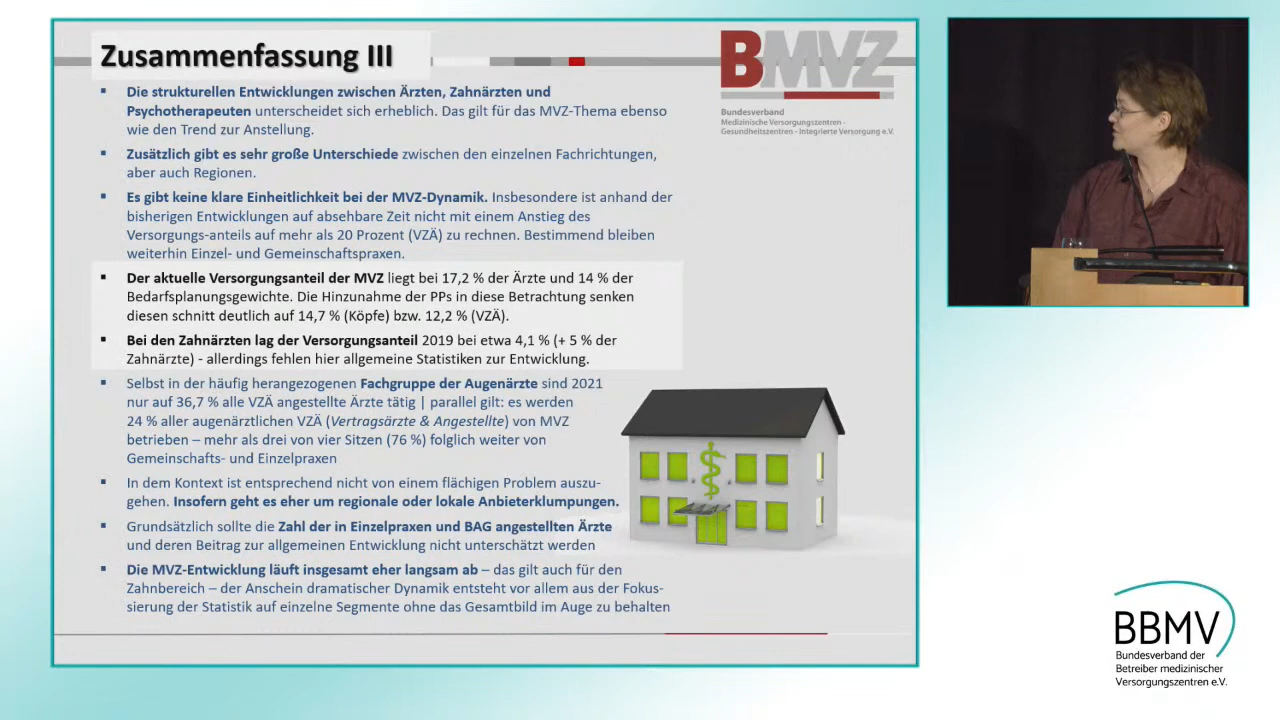 Zusammenfassung III
BMVZ
Bundesverband
Medizinische Versorgungszentren -
Gesundheitszentren - Integrierte Versorgung e.V.
▪ Die strukturellen Entwicklungen zwischen Ärzten, Zahnärzten und
Psychotherapeuten unterscheidet sich erheblich. Das gilt für das MVZ-Thema ebenso
wie den Trend zur Anstellung.
▪ Zusätzlich gibt es sehr große Unterschiede zwischen den einzelnen Fachrichtungen,
aber auch Regionen.
▪ Es gibt keine klare Einheitlichkeit bei der MVZ-Dynamik. Insbesondere ist anhand der
bisherigen Entwicklungen auf absehbare Zeit nicht mit einem Anstieg des
Versorgungs-anteils auf mehr als 20 Prozent (VZÄ) zu rechnen. Bestimmend bleiben
weiterhin Einzel- und Gemeinschaftspraxen.
▪ Der aktuelle Versorgungsanteil der MVZ liegt bei 17,2 % der Ärzte und 14 % der
Bedarfsplanungsgewichte. Die Hinzunahme der PPs in diese Betrachtung senken
diesen schnitt deutlich auf 14,7 % (Köpfe) bzw. 12,2 % (VZÄ).
▪ Bei den Zahnärzten lag der Versorgungsanteil 2019 bei etwa 4,1 % (+ 5 % der
Zahnärzte) - allerdings fehlen hier allgemeine Statistiken zur Entwicklung.
▪ Selbst in der häufig herangezogenen Fachgruppe der Augenärzte sind 2021
nur auf 36,7 % alle VZÄ angestellte Ärzte tätig | parallel gilt: es werden
24 % aller augenärztlichen VZÄ (Vertragsärzte & Angestellte) von MVZ
betrieben – mehr als drei von vier Sitzen (76 %) folglich weiter von
Gemeinschafts- und Einzelpraxen
▪ In dem Kontext ist entsprechend nicht von einem flächigen Problem auszu-
gehen. Insofern geht es eher um regionale oder lokale Anbieterklumpungen.
▪ Grundsätzlich sollte die Zahl der in Einzelpraxen und BAG angestellten Ärzte
und deren Beitrag zur allgemeinen Entwicklung nicht unterschätzt werden
▪ Die MVZ-Entwicklung läuft insgesamt eher langsam ab – das gilt auch für den
Zahnbereich – der Anschein dramatischer Dynamik entsteht vor allem aus der Fokus-
sierung der Statistik auf einzelne Segmente ohne das Gesamtbild im Auge zu behalten
BBMV
Bundesverband der
Betreiber medizinischer
Versorgungszentren e.V.